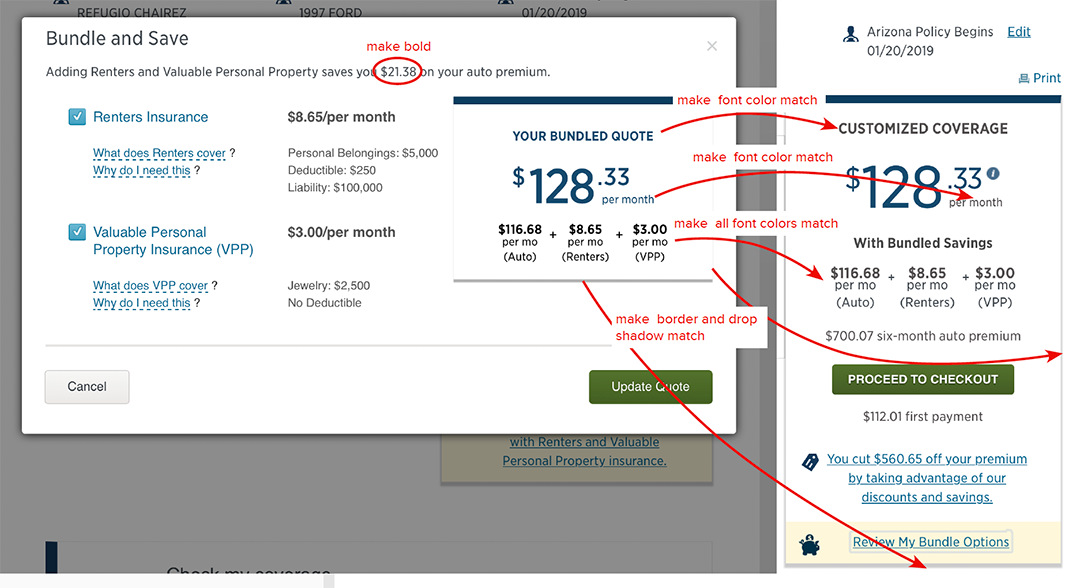 REFUGIO CHAIREZ
1997 FORD
01/20/2019
Bundle and Save
make bold
Adding Renters and Valuable Personal Property saves you $21.38 on your auto premium.
Renters Insurance
$8.65/per month
What does Renters cover ?
Why do I need this ?
Personal Belongings: $5,000
Deductible: $250
Liability: $100,000
Valuable Personal
Property Insurance (VPP)
$3.00/per month
What does VPP cover ?
Why do I need this ?
Jewelry: $2,500
No Deductible
YOUR BUNDLED QUOTE
$128.33
per month
$116.68 + $8.65 + $3.00
per mo per mo per mo
(Auto) (Renters) (VPP)
Cancel
Update Quote
with Renters and Valuable
Personal Property insurance.
Check my coverage
make font color match
make font color match
make all font colors match
make border and drop
shadow match
Arizona Policy Begins Edit
01/20/2019
Print
CUSTOMIZED COVERAGE
$128.33 i
per month
With Bundled Savings
$116.68 + $8.65 + $3.00
per mo per mo per mo
(Auto) (Renters) (VPP)
$700.07 six-month auto premium
PROCEED TO CHECKOUT
$112.01 first payment
You cut $560.65 off your premium
by taking advantage of our
discounts and savings.
Review My Bundle Options